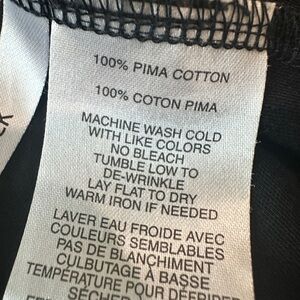 100% PIMA COTTON
100% COTON PIMA
MACHINE WASH COLD
WITH LIKE COLORS
NO BLEACH
TUMBLE LOW TO
DE-WRINKLE
LAY FLAT TO DRY
WARM IRON IF NEEDED
LAVER EAU FROIDE AVEC
COULEURS SEMBLABLES
PAS DE BLANCHIMENT
CULBUTAGE À BASSE
TEMPÉRATURE POUR DÉFRIPER